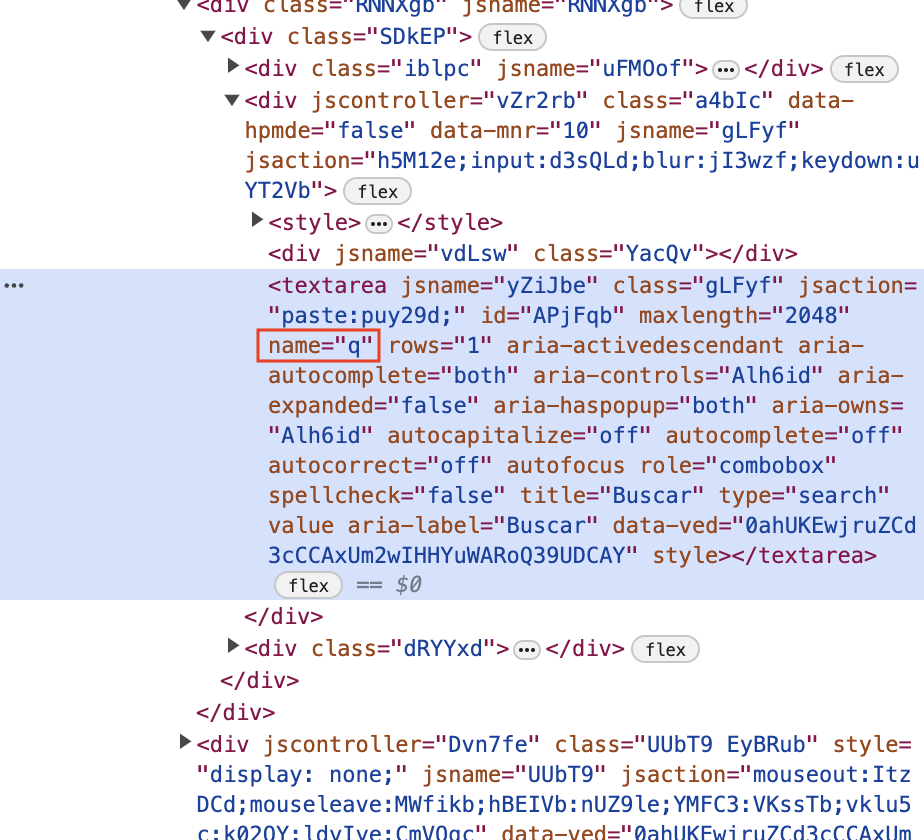 <div class="RNNXgb" jsname="RNNXgb"> flex
<div class="SDkEP"> flex
<div class="iblpc" jsname="uFMOof"> ••• </div> flex
<div jscontroller="vZr2rb" class="a4bIc" data-
hpmde="false" data-mnr="10" jsname="gLFyf"
jsaction="h5M12e;input:d3sQLd;blur:jI3wzf;keydown:u
YT2Vb"> flex
<style> ••• </style>
<div jsname="vdLsw" class="YacQv"></div>
••• <textarea jsname="yZiJbe" class="gLFyf" jsaction=
"paste:puy29d;" id="APjFqb" maxlength="2048"
name="q" rows="1" aria-activedescendant aria-
autocomplete="both" aria-controls="Alh6id" aria-
expanded="false" aria-haspopup="both" aria-owns=
"Alh6id" autocapitalize="off" autocomplete="off"
autocorrect="off" autofocus role="combobox"
spellcheck="false" title="Buscar" type="search"
value aria-label="Buscar" data-ved="0ahUKEwjruZCd
3cCCAxUm2wIHHYuWARoQ39UDCAY" style></textarea>
flex == $0
</div>
<div class="dRYYxd"> ••• </div> flex
</div>
</div>
<div jscontroller="Dvn7fe" class="UUbT9 EyBRub" style=
"display: none;" jsname="UUbT9" jsaction="mouseout:Itz
DCd;mouseleave:MWfikb;hBEIVb:nUZ9le;YMFC3:VKssTb;vklu5
c:k02QY;ldyIye:CmVOgc" data-ved="0ahUKEwjruZCd3cCCAxUm